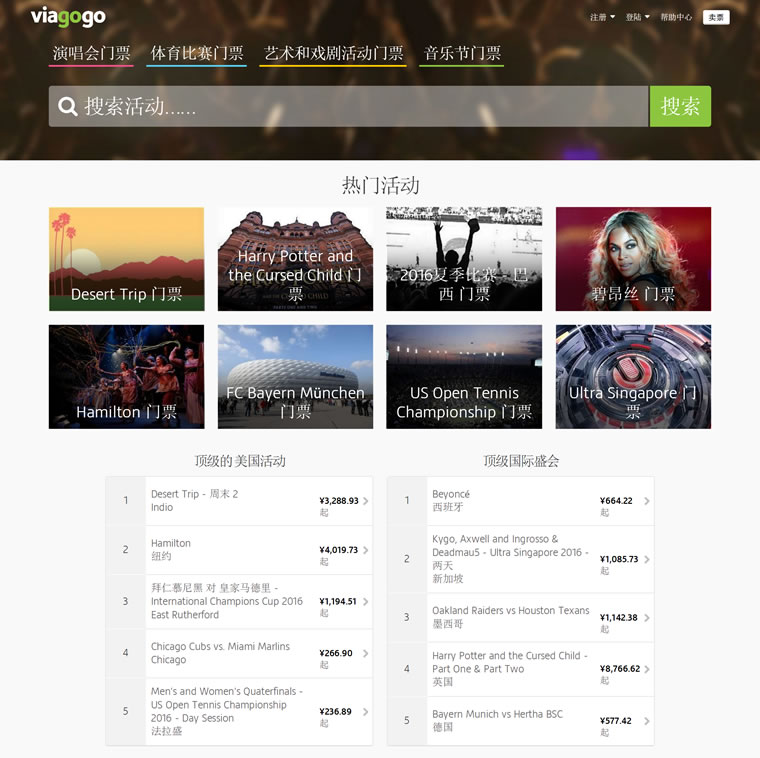 viagogo
注册 登陆 帮助中心 卖票
演唱会门票 体育比赛门票 艺术和戏剧活动门票 音乐节门票
搜索活动...... 搜索
热门活动
Desert Trip 门票
Harry Potter and
the Cursed Child 门
票
2016夏季比赛 - 巴
西 门票
碧昂丝 门票
Hamilton 门票
FC Bayern München
门票
US Open Tennis
Championship 门票
Ultra Singapore 门
票
顶级的 美国活动
1
Desert Trip - 周末 2
Indio
¥3,288.93
起
2
Hamilton
纽约
¥4,019.73
起
3
拜仁慕尼黑 对 皇家马德里 -
International Champions Cup 2016
East Rutherford
¥1,194.51
起
4
Chicago Cubs vs. Miami Marlins
Chicago
¥266.90
起
5
Men's and Women's Quaterfinals -
US Open Tennis Championship
2016 - Day Session
法拉盛
¥236.89
起
顶级国际盛会
1
Beyoncé
西班牙
¥664.22
起
2
Kygo, Axwell and Ingrosso &
Deadmau5 - Ultra Singapore 2016 -
两天
新加坡
¥1,085.73
起
3
Oakland Raiders vs Houston Texans
墨西哥
¥1,142.38
起
4
Harry Potter and the Cursed Child -
Part One & Part Two
英国
¥8,766.62
起
5
Bayern Munich vs Hertha BSC
德国
¥577.42
起